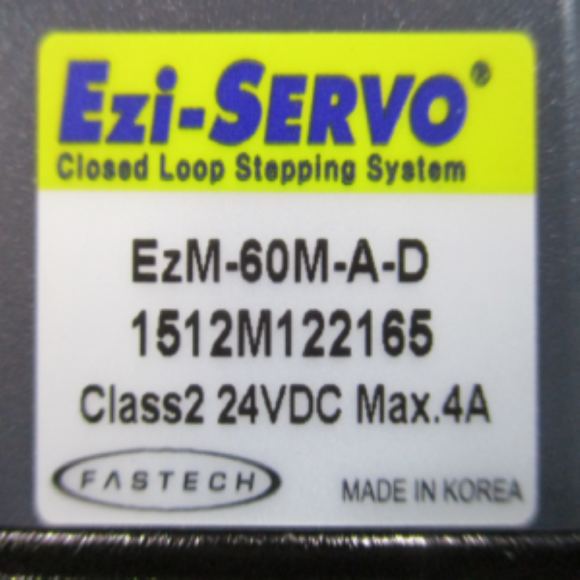 Ezi-SERVO®
Closed Loop Stepping System
EzM-60M-A-D
1512M122165
Class2 24VDC Max.4A
FASTECH
MADE IN KOREA